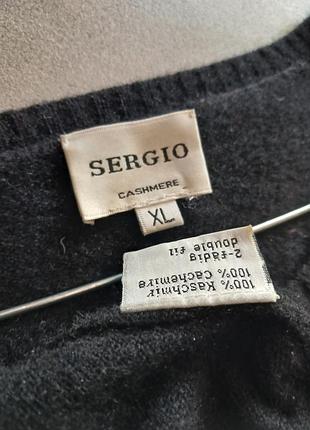 SERGIO
CASHMERE
XL
100% Kaschmir
100% Cachemire
2-fädig
double fil